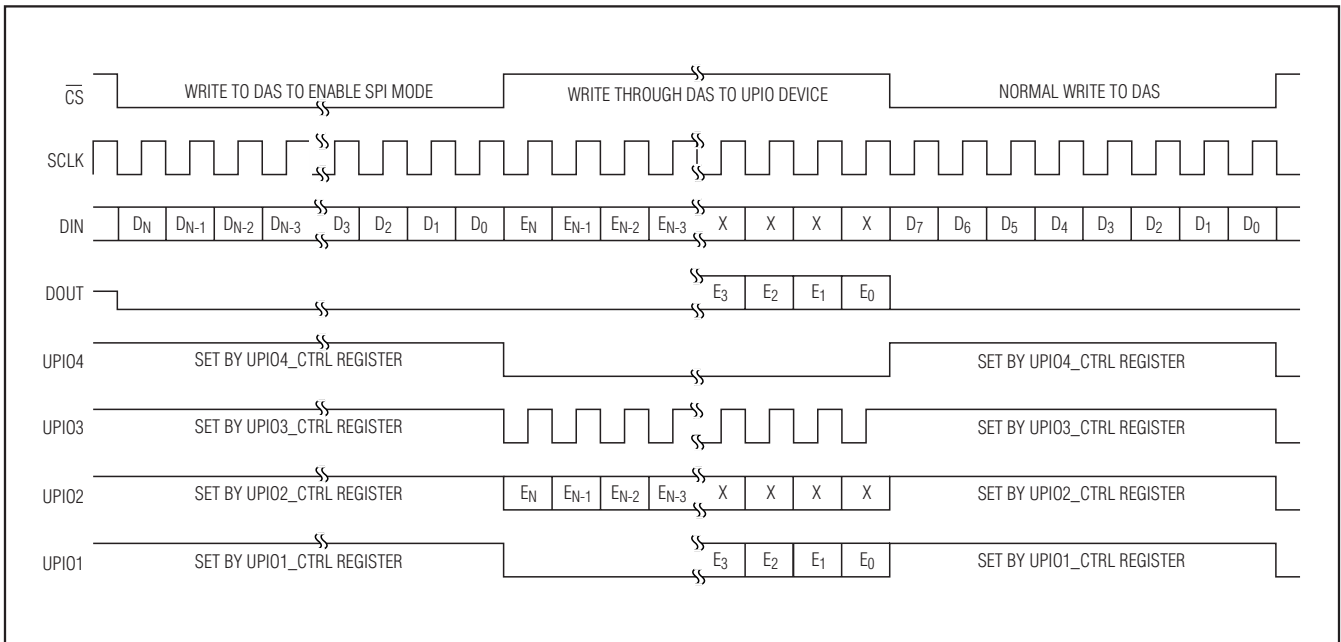 CS WRITE TO DAS TO ENABLE SPI MODE WRITE THROUGH DAS TO UPIO DEVICE NORMAL WRITE TO DAS
SCLK
DIN DN DN-1 DN-2 DN-3 D3 D2 D1 D0 EN EN-1 EN-2 EN-3 X X X X D7 D6 D5 D4 D3 D2 D1 D0
DOUT E3 E2 E1 E0
UPIO4 SET BY UPIO4_CTRL REGISTER SET BY UPIO4_CTRL REGISTER
UPIO3 SET BY UPIO3_CTRL REGISTER SET BY UPIO3_CTRL REGISTER
UPIO2 SET BY UPIO2_CTRL REGISTER EN EN-1 EN-2 EN-3 X X X X SET BY UPIO2_CTRL REGISTER
UPIO1 SET BY UPIO1_CTRL REGISTER E3 E2 E1 E0 SET BY UPIO1_CTRL REGISTER